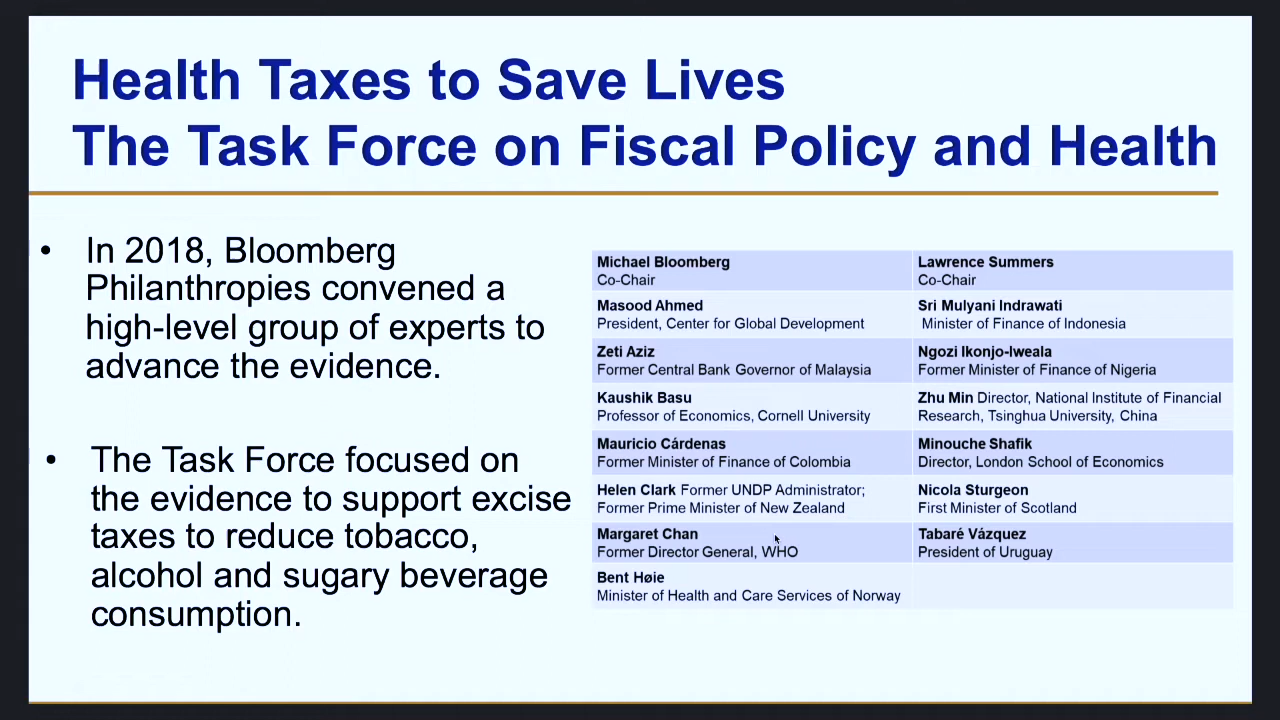 Health Taxes to Save Lives
The Task Force on Fiscal Policy and Health
• In 2018, Bloomberg
Philanthropies convened a
high-level group of experts to
advance the evidence.
• The Task Force focused on
the evidence to support excise
taxes to reduce tobacco,
alcohol and sugary beverage
consumption.
Michael Bloomberg
Co-Chair
Lawrence Summers
Co-Chair
Masood Ahmed
President, Center for Global Development
Sri Mulyani Indrawati
Minister of Finance of Indonesia
Zeti Aziz
Former Central Bank Governor of Malaysia
Ngozi Ikonjo-Iweala
Former Minister of Finance of Nigeria
Kaushik Basu
Professor of Economics, Cornell University
Zhu Min Director, National Institute of Financial
Research, Tsinghua University, China
Mauricio Cárdenas
Former Minister of Finance of Colombia
Minouche Shafik
Director, London School of Economics
Helen Clark Former UNDP Administrator;
Former Prime Minister of New Zealand
Nicola Sturgeon
First Minister of Scotland
Margaret Chan
Former Director General, WHO
Tabaré Vázquez
President of Uruguay
Bent Høie
Minister of Health and Care Services of Norway